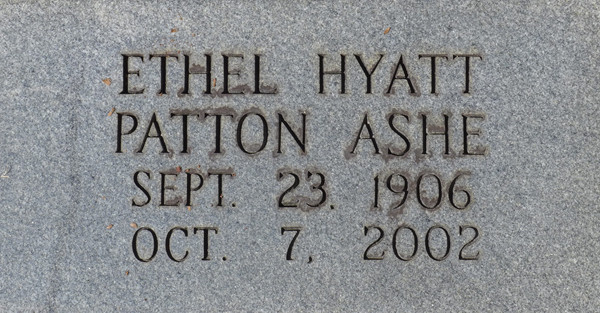 ETHEL HYATT
PATTON ASHE
SEPT. 23, 1906
OCT. 7, 2002